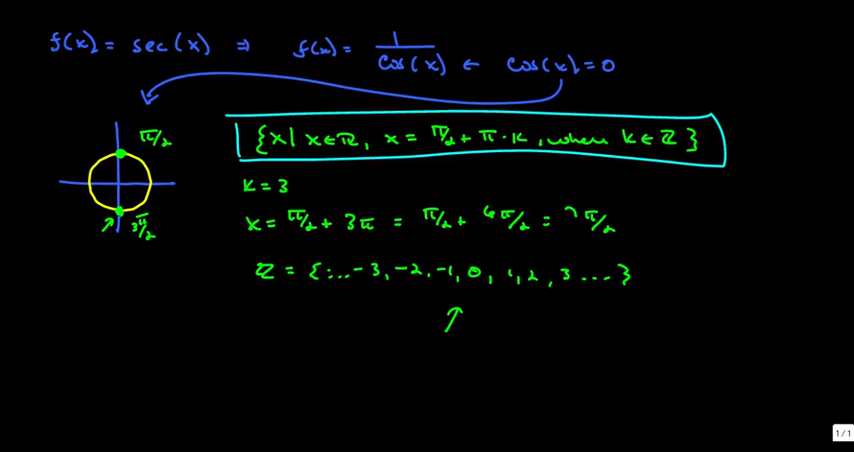 f(x) = sec(x) ⇒ f(x) = 1/cos(x) ← cos(x) = 0
π/2
{x | x ∈ ℝ, x = π/2 + π · k, where k ∈ ℤ}
k = 3
3π/2
x = π/2 + 3π = π/2 + 6π/2 = 7π/2
ℤ = {... -3, -2, -1, 0, 1, 2, 3 ...}
1/1